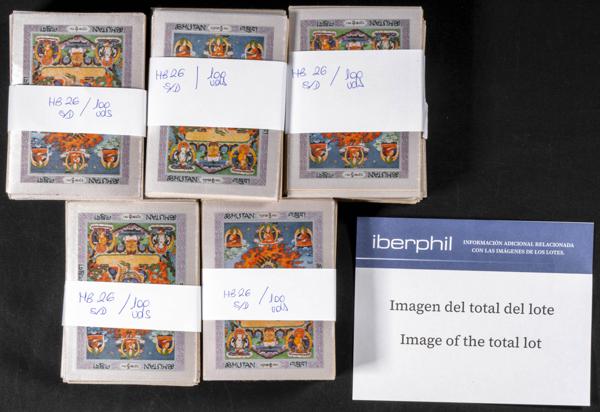 BHUTAN
BHUTAN
HB 26 / 100
S/D uds
HB 26 | 100
S/D uds
HB 26 / 100
S/D uds
BHUTAN
BHUTAN
BHUTAN
HB 26 / 100
S/D uds
HB 26 / 100
S/D uds
BHUTAN
iberphil
INFORMACIÓN ADICIONAL RELACIONADA
CON LAS IMÁGENES DE LOS LOTES.
Imagen del total del lote
Image of the total lot